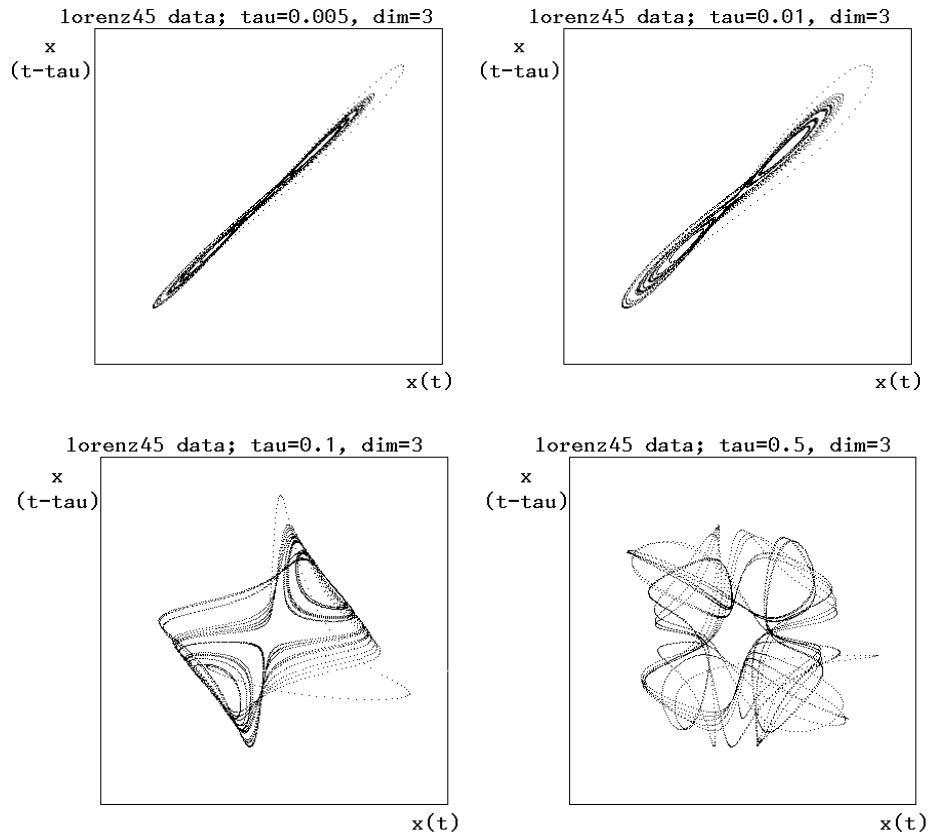 lorenz45 data; tau=0.005, dim=3
x
(t-tau)
x(t)
lorenz45 data; tau=0.01, dim=3
x
(t-tau)
x(t)
lorenz45 data; tau=0.1, dim=3
x
(t-tau)
x(t)
lorenz45 data; tau=0.5, dim=3
x
(t-tau)
x(t)